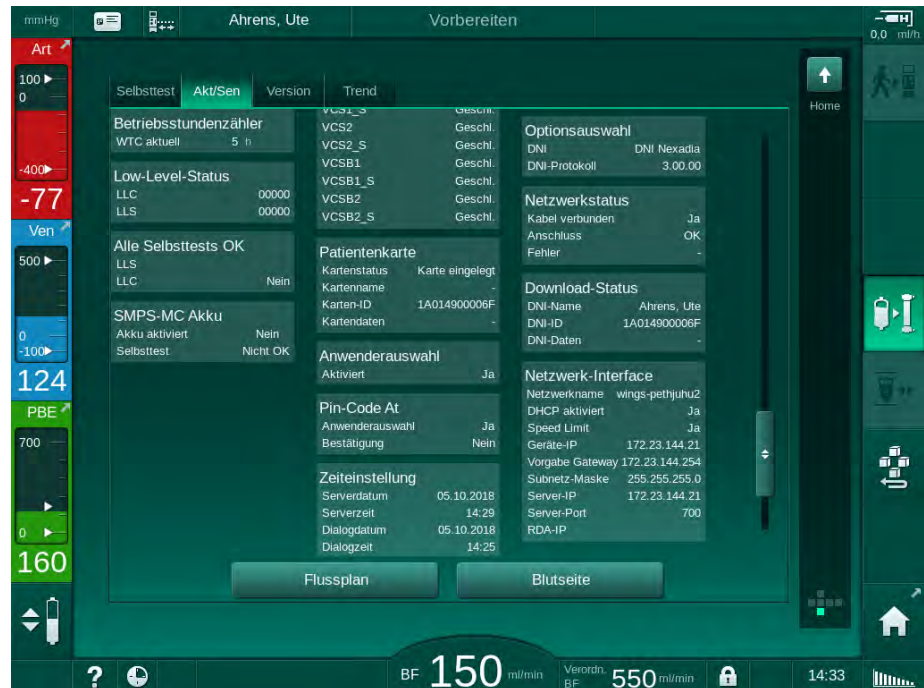 mmHg Ahrens, Ute Vorbereiten
0,0 ml/h
Art
100
0
-400
-77
Ven
500
0
-100
124
PBE
700
0
160
Selbsttest Akt/Sen Version Trend
Home
Betriebsstundenzähler
WTC aktuell 5 h
Low-Level-Status
LLC 00000
LLS 00000
Alle Selbsttests OK
LLS
LLC Nein
SMPS-MC Akku
Akku aktiviert Nein
Selbsttest Nicht OK
VCS1_S Geschl.
VCS2 Geschl.
VCS2_S Geschl.
VCSB1 Geschl.
VCSB1_S Geschl.
VCSB2 Geschl.
VCSB2_S Geschl.
Patientenkarte
Kartenstatus Karte eingelegt
Kartenname -
Karten-ID 1A014900006F
Kartendaten -
Anwenderauswahl
Aktiviert Ja
Pin-Code At
Anwenderauswahl Ja
Bestätigung Nein
Zeiteinstellung
Serverdatum 05.10.2018
Serverzeit 14:29
Dialogdatum 05.10.2018
Dialogzeit 14:25
Optionsauswahl
DNI DNI Nexadia
DNI-Protokoll 3.00.00
Netzwerkstatus
Kabel verbunden Ja
Anschluss OK
Fehler -
Download-Status
DNI-Name Ahrens, Ute
DNI-ID 1A014900006F
DNI-Daten -
Netzwerk-Interface
Netzwerkname wings-pethjuhu2
DHCP aktiviert Ja
Speed Limit Ja
Geräte-IP 172.23.144.21
Vorgabe Gateway 172.23.144.254
Subnetz-Maske 255.255.255.0
Server-IP 172.23.144.21
Server-Port 700
RDA-IP
Flussplan Blutseite
? BF 150 ml/min Verordn. BF 550 ml/min 14:33